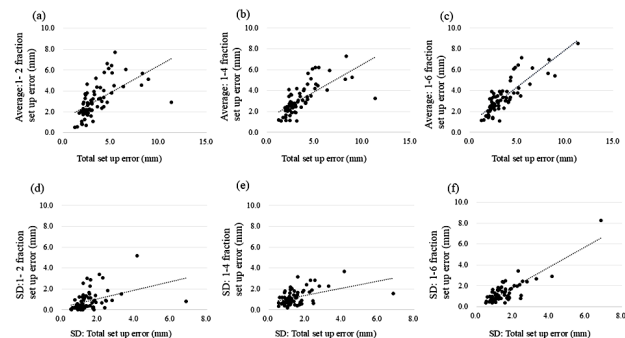 (a)
10.0
8.0
6.0
4.0
2.0
0.0
0.0
5.0
10.0
15.0
Average:1- 2 fraction
set up error (mm)
Total set up error (mm)
(b)
10.0
8.0
6.0
4.0
2.0
0.0
0.0
5.0
10.0
15.0
Average: 1-4 fraction
set up error (mm)
Total set up error (mm)
(c)
10.0
8.0
6.0
4.0
2.0
0.0
0.0
5.0
10.0
15.0
Average: 1-6 fraction
set up error (mm)
Total set up error (mm)
(d)
10.0
8.0
6.0
4.0
2.0
0.0
0.0
2.0
4.0
6.0
8.0
SD:1- 2 fraction
set up error (mm)
SD: Total set up error (mm)
(e)
10.0
8.0
6.0
4.0
2.0
0.0
0.0
2.0
4.0
6.0
8.0
SD: 1-4 fraction
set up error (mm)
SD: Total set up error (mm)
(f)
10.0
8.0
6.0
4.0
2.0
0.0
0.0
2.0
4.0
6.0
8.0
SD: 1-6 fraction
set up error (mm)
SD: Total set up error (mm)